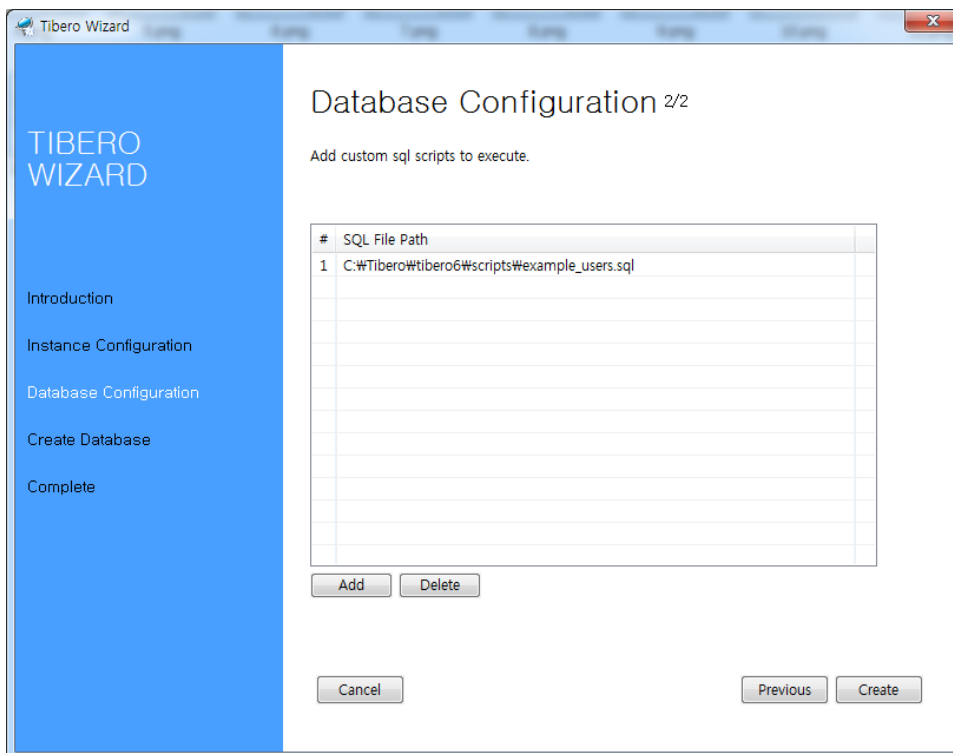 Tibero Wizard
TIBERO
WIZARD
Introduction
Instance Configuration
Database Configuration
Create Database
Complete
Database Configuration 2/2
Add custom sql scripts to execute.
# SQL File Path
1 C:₩Tibero₩tibero6₩scripts₩example_users.sql
Add Delete
Cancel Previous Create